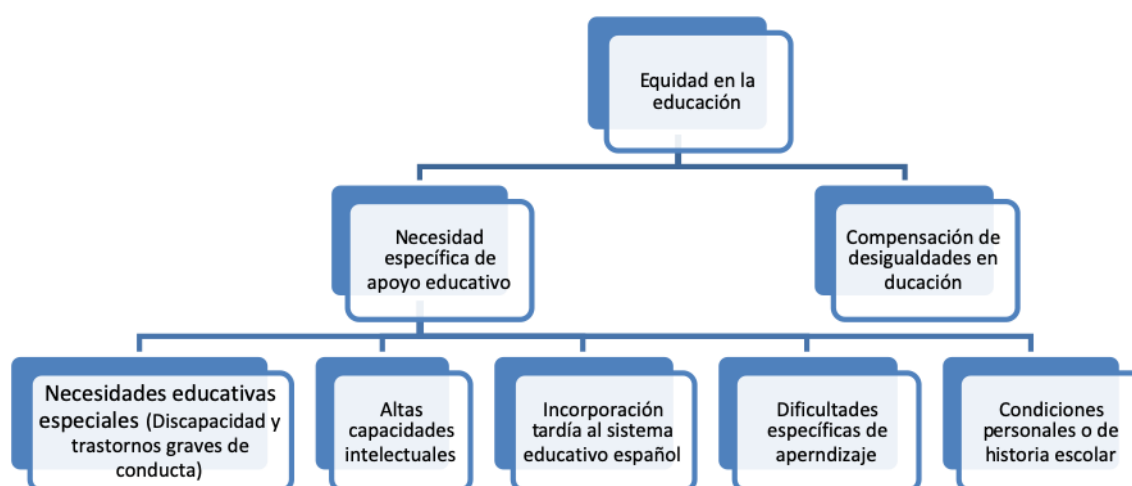 Equidad en la
educación
Necesidad
específica de
apoyo educativo
Compensación de
desigualdades en
ducación
Necesidades educativas
especiales (Discapacidad y
trastornos graves de
conducta)
Altas
capacidades
intelectuales
Incorporación
tardía al sistema
educativo español
Dificultades
específicas de
aperndizaje
Condiciones
personales o de
historia escolar